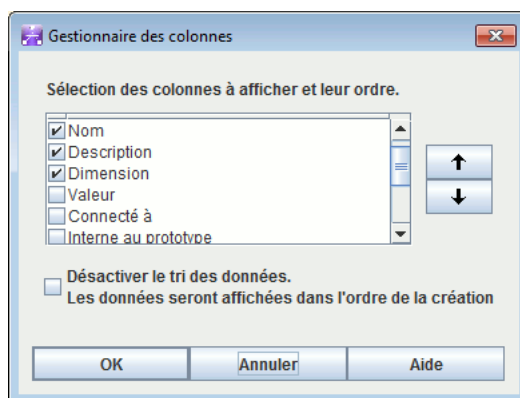 Gestionnaire des colonnes
Sélection des colonnes à afficher et leur ordre.
Nom
Description
Dimension
Valeur
Connecté à
Interne au prototype
Désactiver le tri des données.
Les données seront affichées dans l'ordre de la création
OK
Annuler
Aide